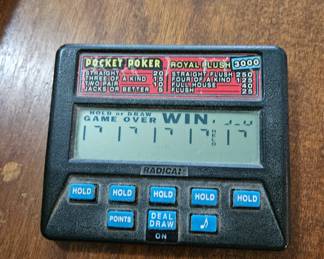 POCKET POKER ROYAL FLUSH 3000
STRAIGHT 20 STRAIGHT FLUSH 250
THREE OF A KIND 15 FOUR OF A KIND 125
TWO PAIR 10 FULL HOUSE 40
JACKS OR BETTER 5 FLUSH 25
HOLD or DRAW
GAME OVER WIN
HELD
RADICA
HOLD HOLD HOLD HOLD HOLD
POINTS DEAL DRAW
ON